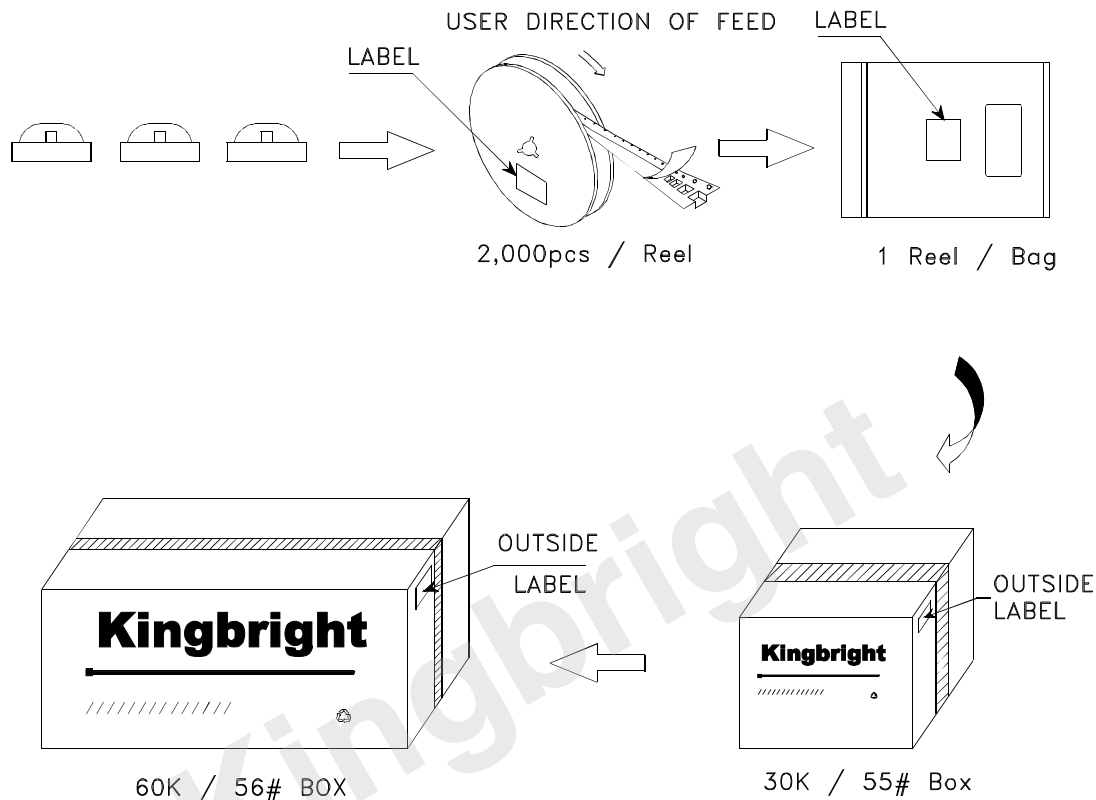 USER DIRECTION OF FEED
LABEL
LABEL
2,000pcs / Reel
1 Reel / Bag
OUTSIDE
LABEL
OUTSIDE
LABEL
Kingbright
Kingbright
60K / 56# BOX
30K / 55# Box
Kingbright